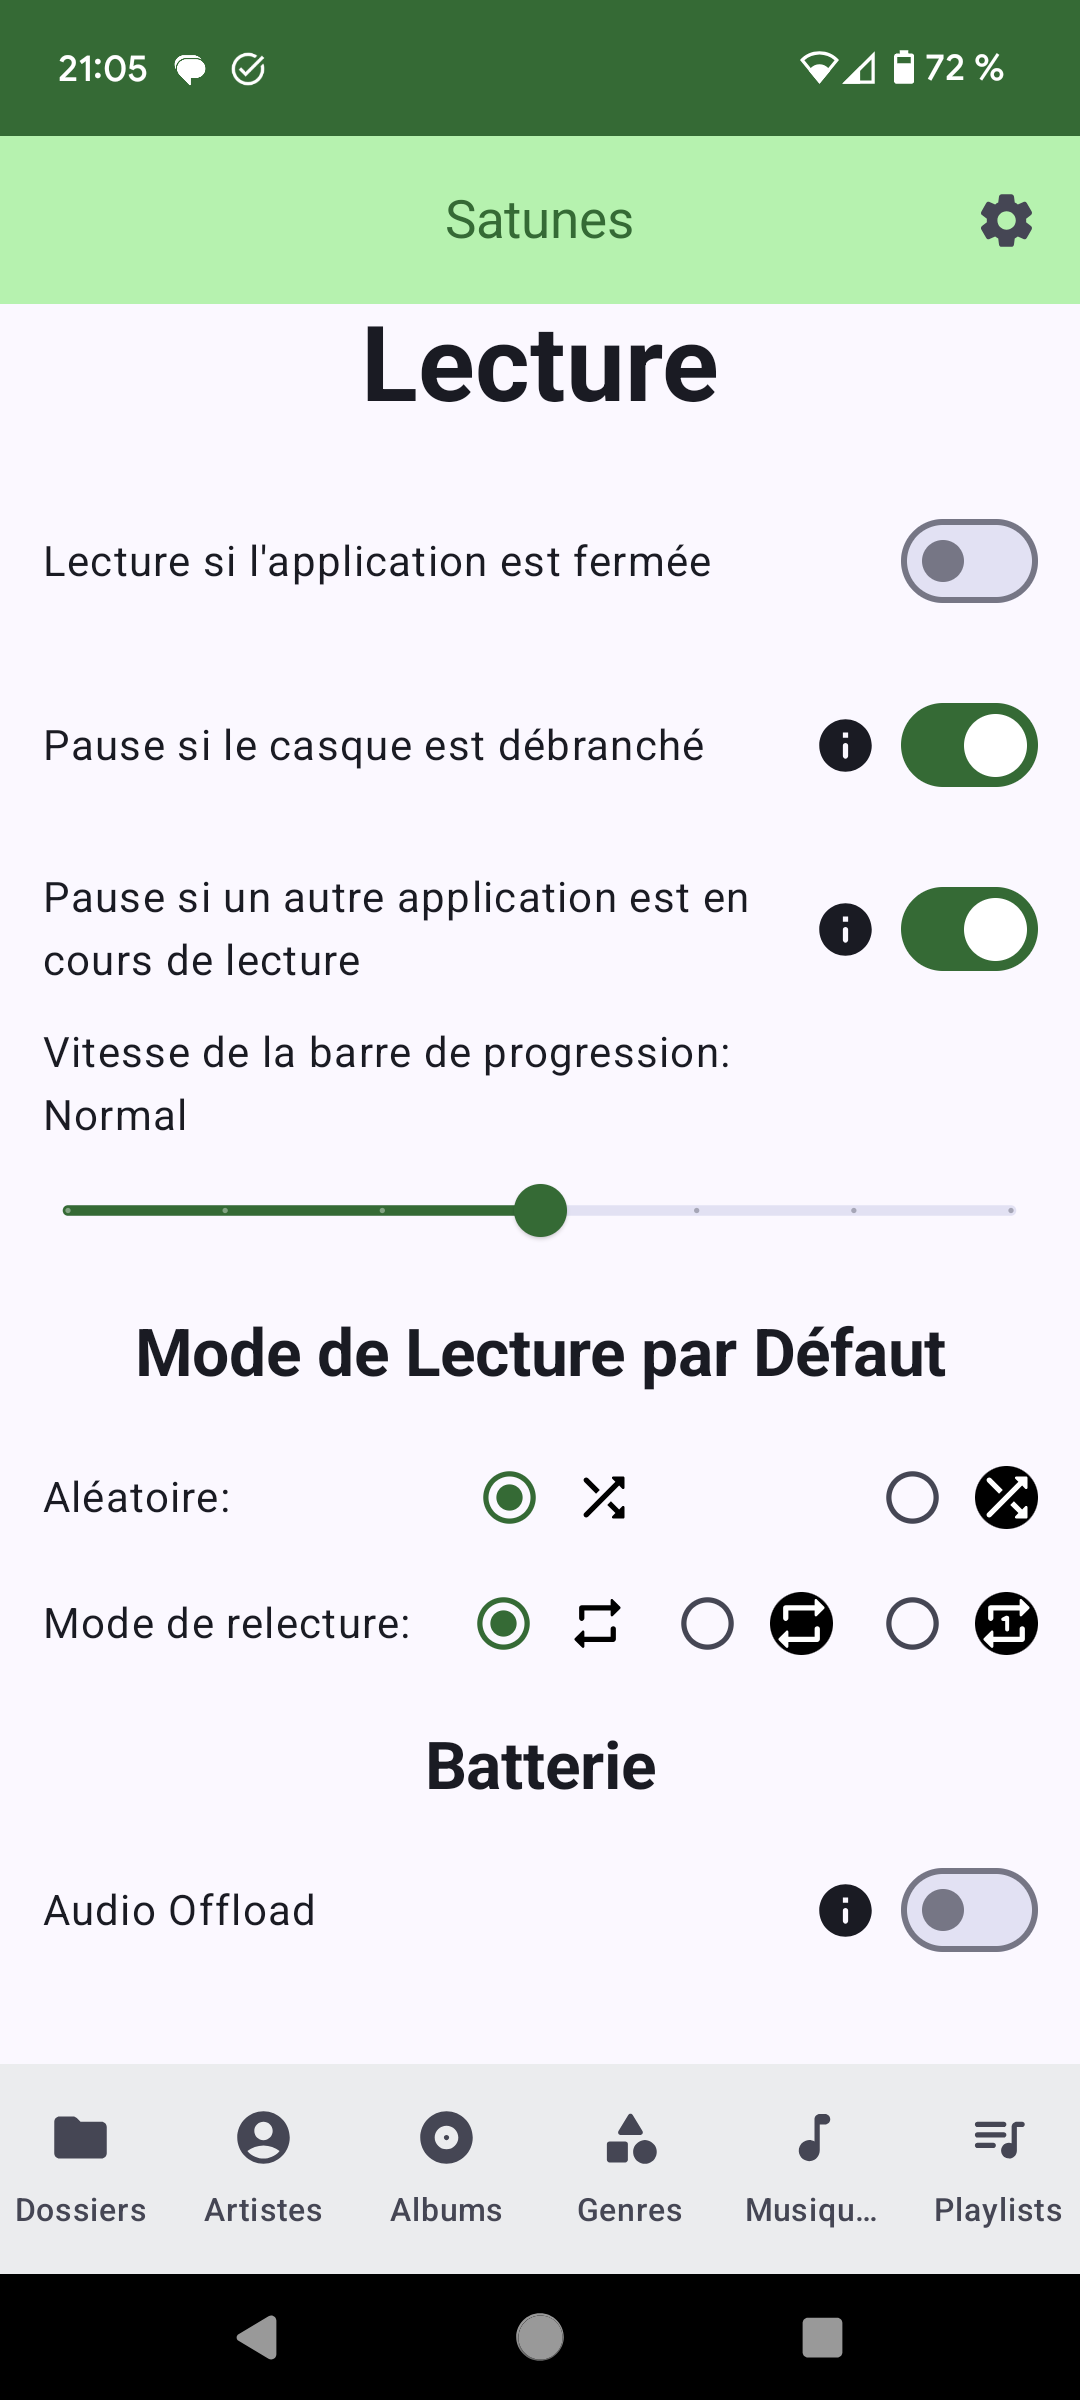 21:05
72 %
Satunes
Lecture
Lecture si l'application est fermée
Pause si le casque est débranché
Pause si un autre application est en
cours de lecture
Vitesse de la barre de progression:
Normal
Mode de Lecture par Défaut
Aléatoire:
Mode de relecture:
1
Batterie
Audio Offload
Dossiers
Artistes
Albums
Genres
Musiqu…
Playlists